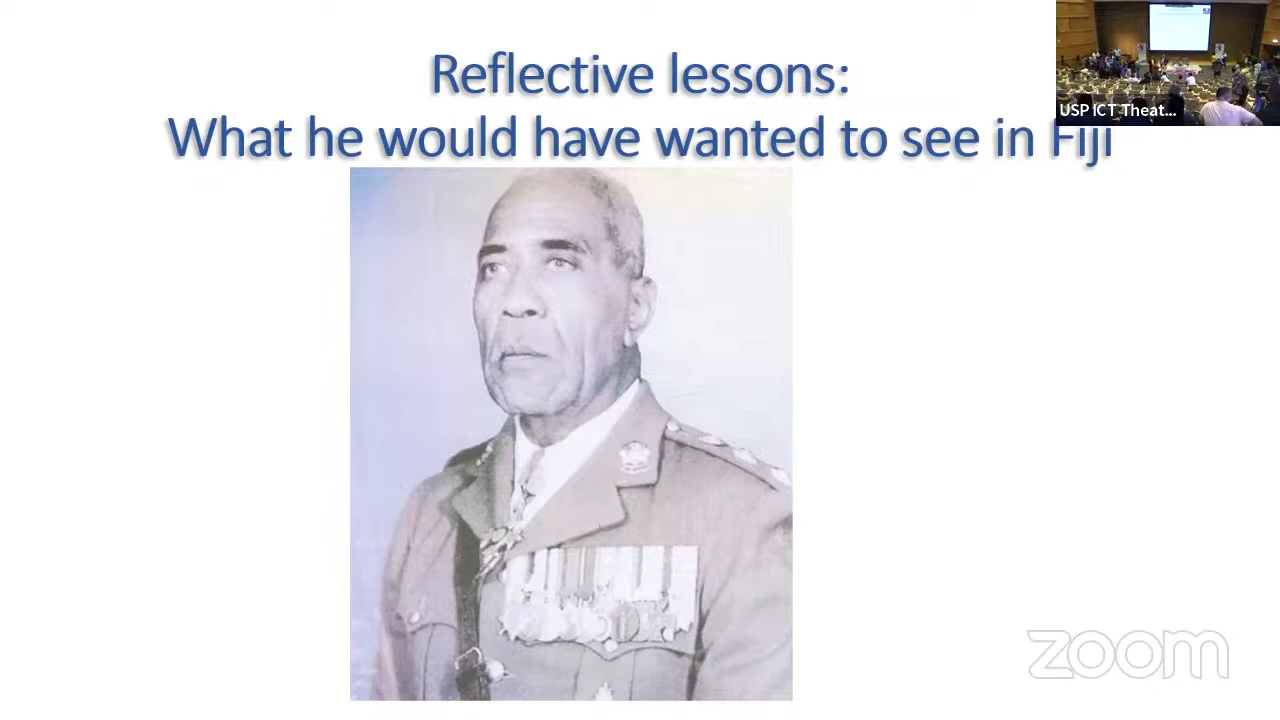 Reflective lessons:
What he would have wanted to see in Fiji
USP ICT Theat...
zoom